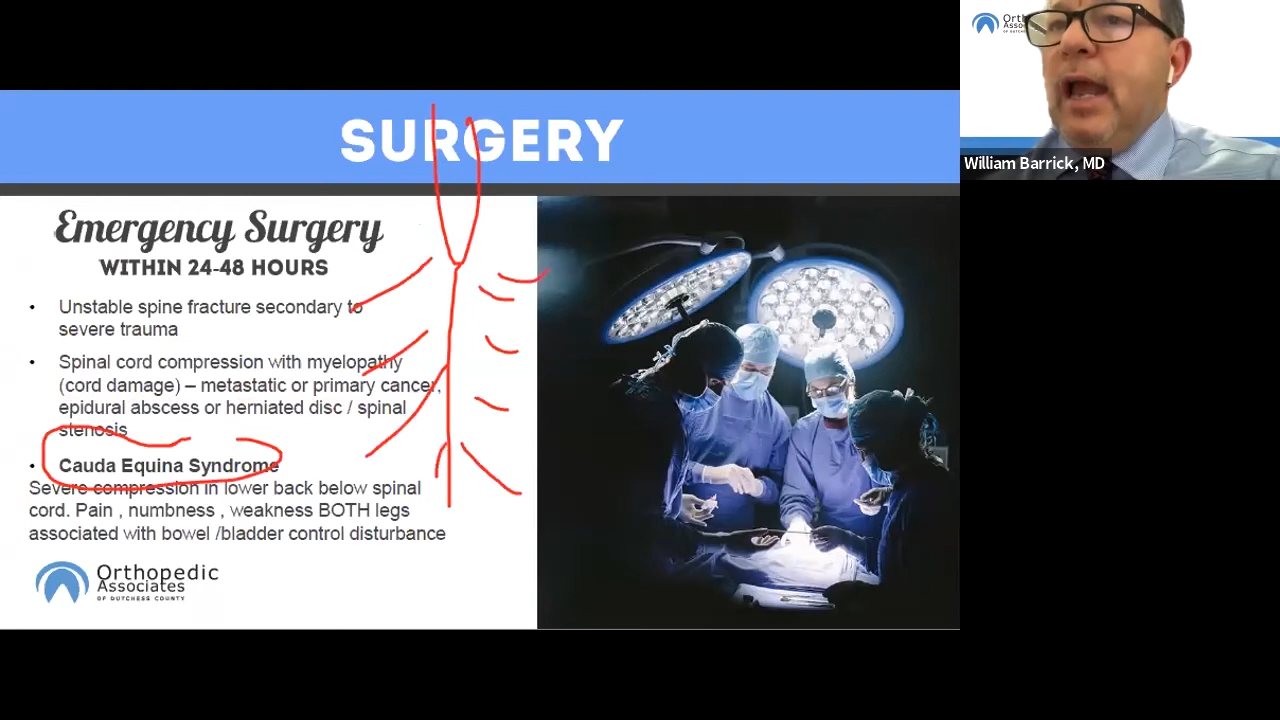 SURGERY
Emergency Surgery
WITHIN 24-48 HOURS
• Unstable spine fracture secondary to
severe trauma
• Spinal cord compression with myelopathy
(cord damage) – metastatic or primary cancer,
epidural abscess or herniated disc / spinal
stenosis
• Cauda Equina Syndrome
Severe compression in lower back below spinal
cord. Pain , numbness , weakness BOTH legs
associated with bowel /bladder control disturbance
Orthopedic
Associates
OF DUTCHESS COUNTY
William Barrick, MD